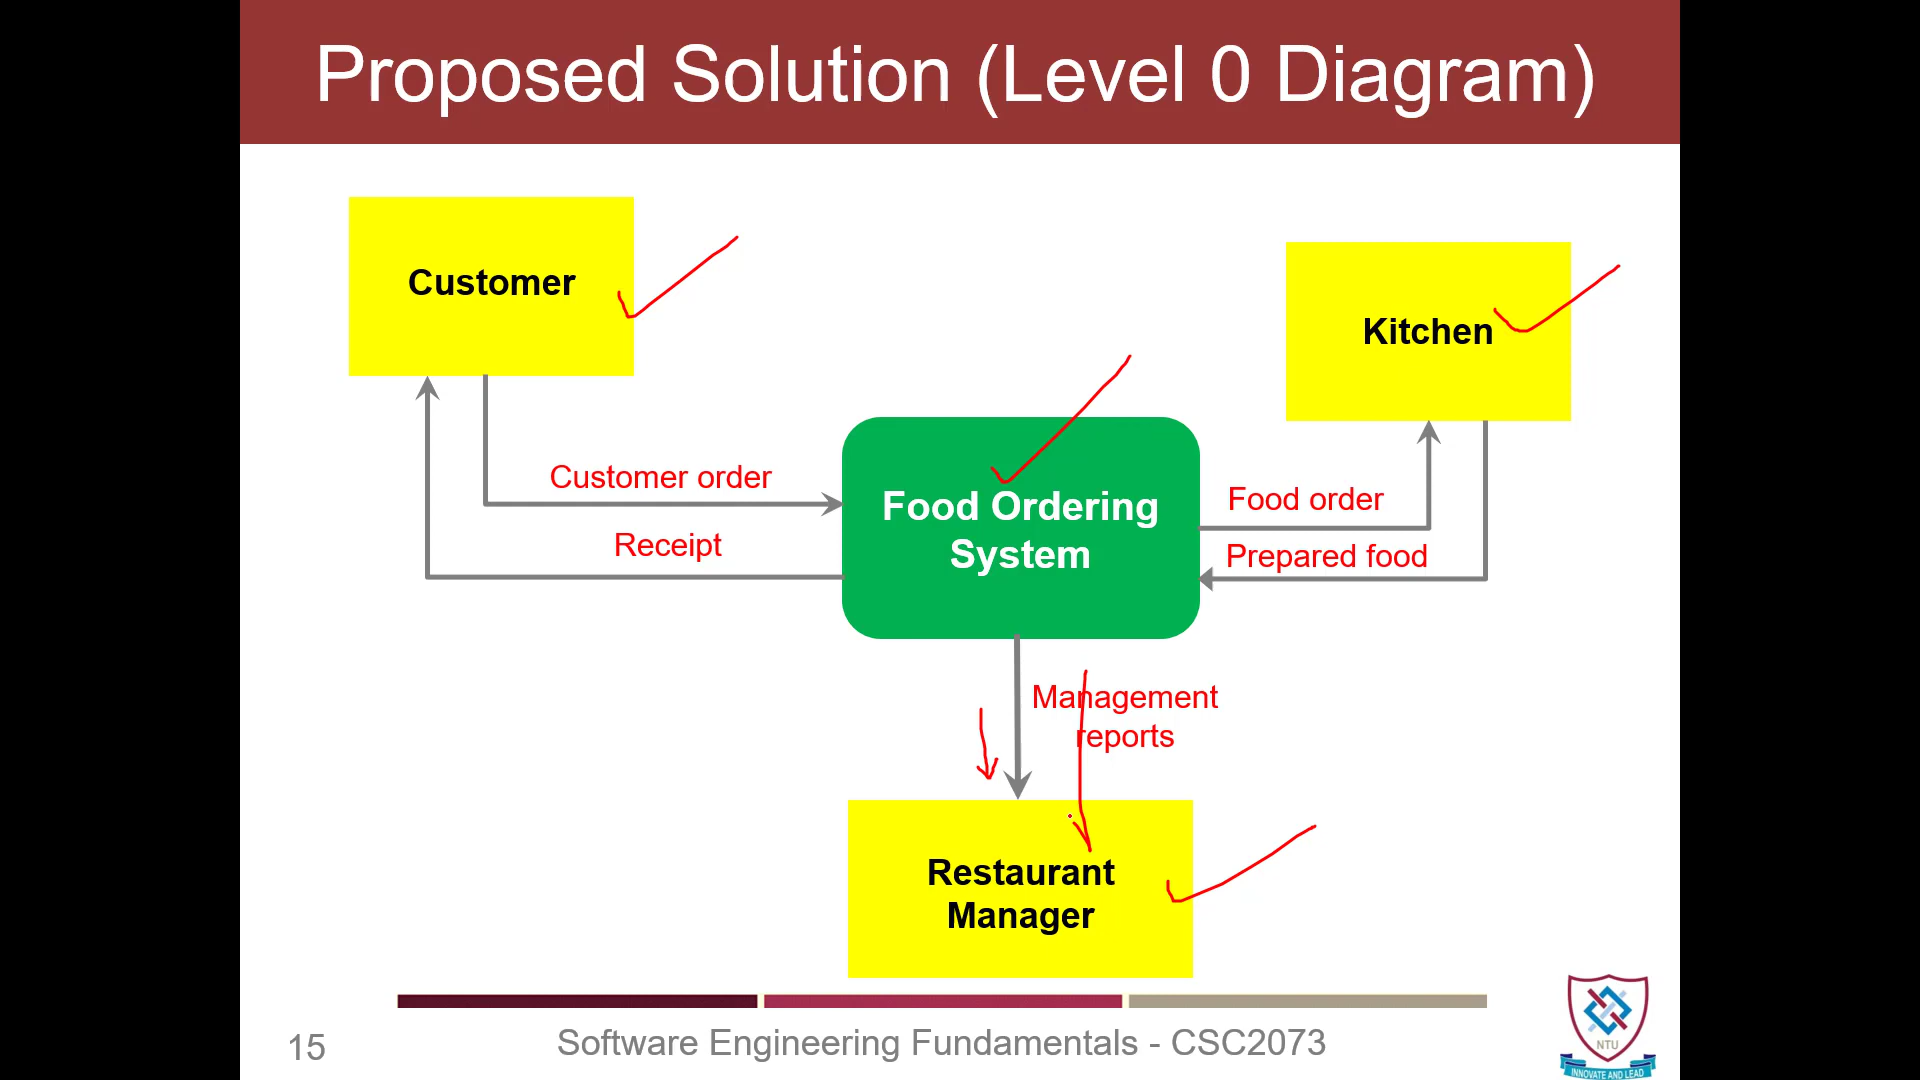 Proposed Solution (Level 0 Diagram)
Customer
Kitchen
Customer order
Receipt
Food Ordering
System
Food order
Prepared food
Management
reports
Restaurant
Manager
15
Software Engineering Fundamentals - CSC2073
NTU
INNOVATE AND LEAD